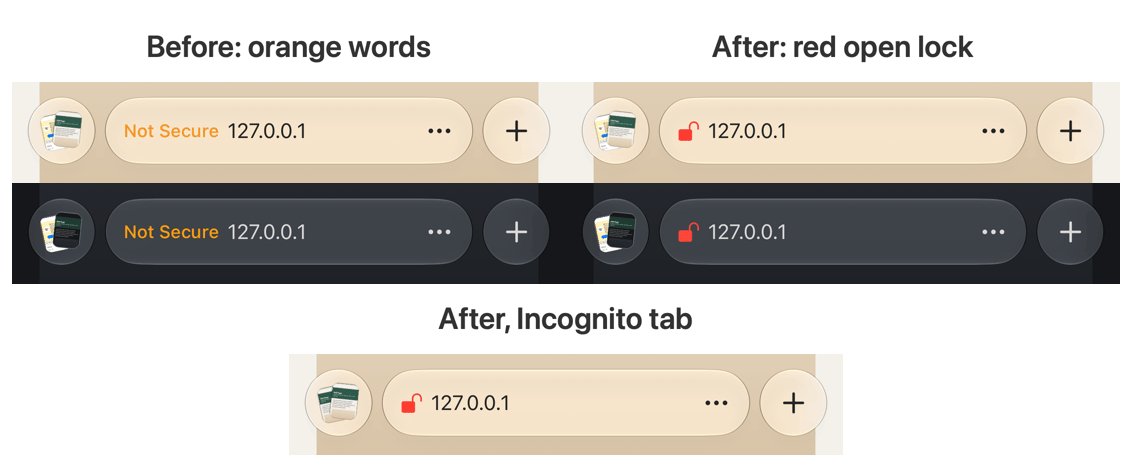 Before: orange words
After: red open lock
Not Secure 127.0.0.1
127.0.0.1
Not Secure 127.0.0.1
127.0.0.1
After, Incognito tab
127.0.0.1